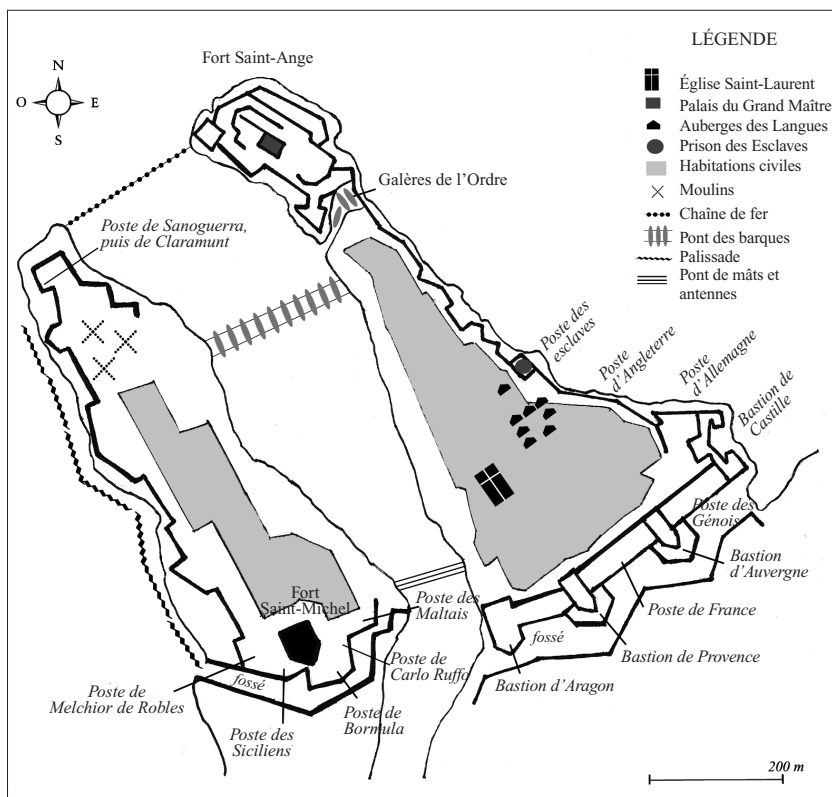 LÉGENDE
Église Saint-Laurent
Palais du Grand Maître
Auberges des Langues
Prison des Esclaves
Habitations civiles
Moulins
Chaîne de fer
Pont des barques
Palissade
Pont de mâts et
antennes
N
O
E
S
Fort Saint-Ange
Galères de l'Ordre
Poste de Sanoguerra,
puis de Claramunt
Poste des
esclaves
Poste
d'Angleterre
Poste
d'Allemagne
Bastion de
Castille
Poste des
Génois
Bastion
d'Auvergne
Poste de France
Bastion de Provence
fossé
Bastion d'Aragon
Fort
Saint-Michel
Poste des
Maltais
Poste de
Carlo Ruffo
Poste de
Bormula
fossé
Poste de
Melchior de Robles
Poste des
Siciliens
200 m